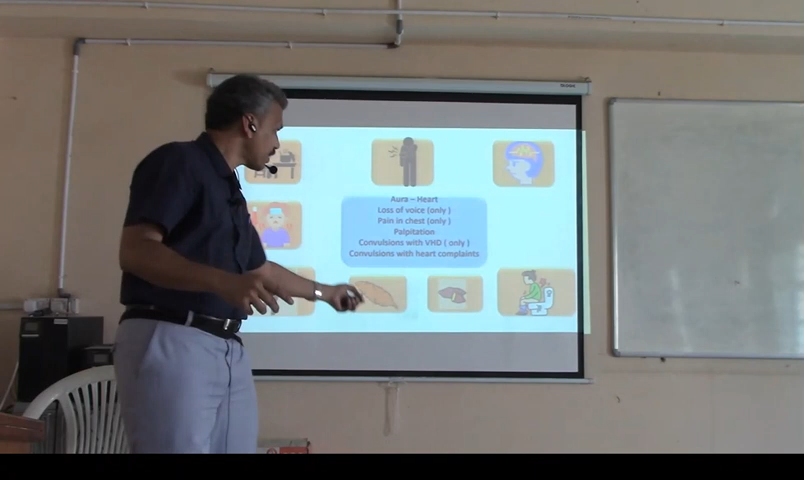 Aura – Heart
Loss of voice (only )
Pain in chest (only )
Palpitation
Convulsions with VHD ( only )
Convulsions with heart complaints